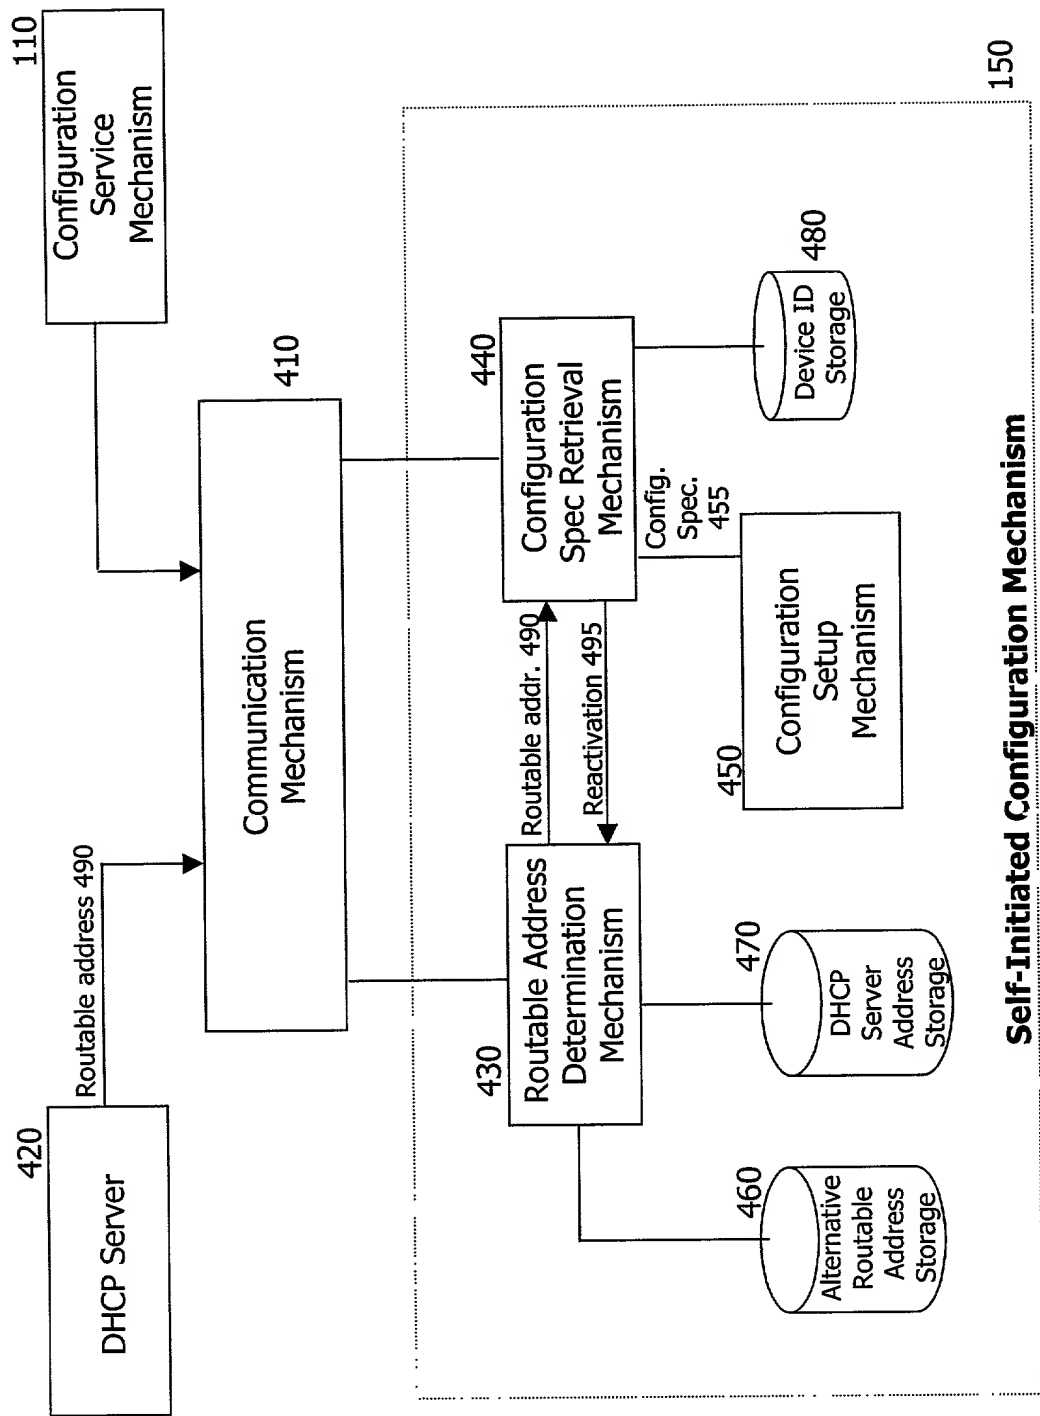 420
DHCP Server
Routable address 490
110
Configuration
Service
Mechanism
Communication
Mechanism
410
430
Routable Address
Determination
Mechanism
Routable addr. 490
Reactivation 495
440
Configuration
Spec Retrieval
Mechanism
Config.
Spec.
455
460
Alternative
Routable
Address
Storage
470
DHCP
Server
Address
Storage
450
Configuration
Setup
Mechanism
480
Device ID
Storage
Self-Initiated Configuration Mechanism
150